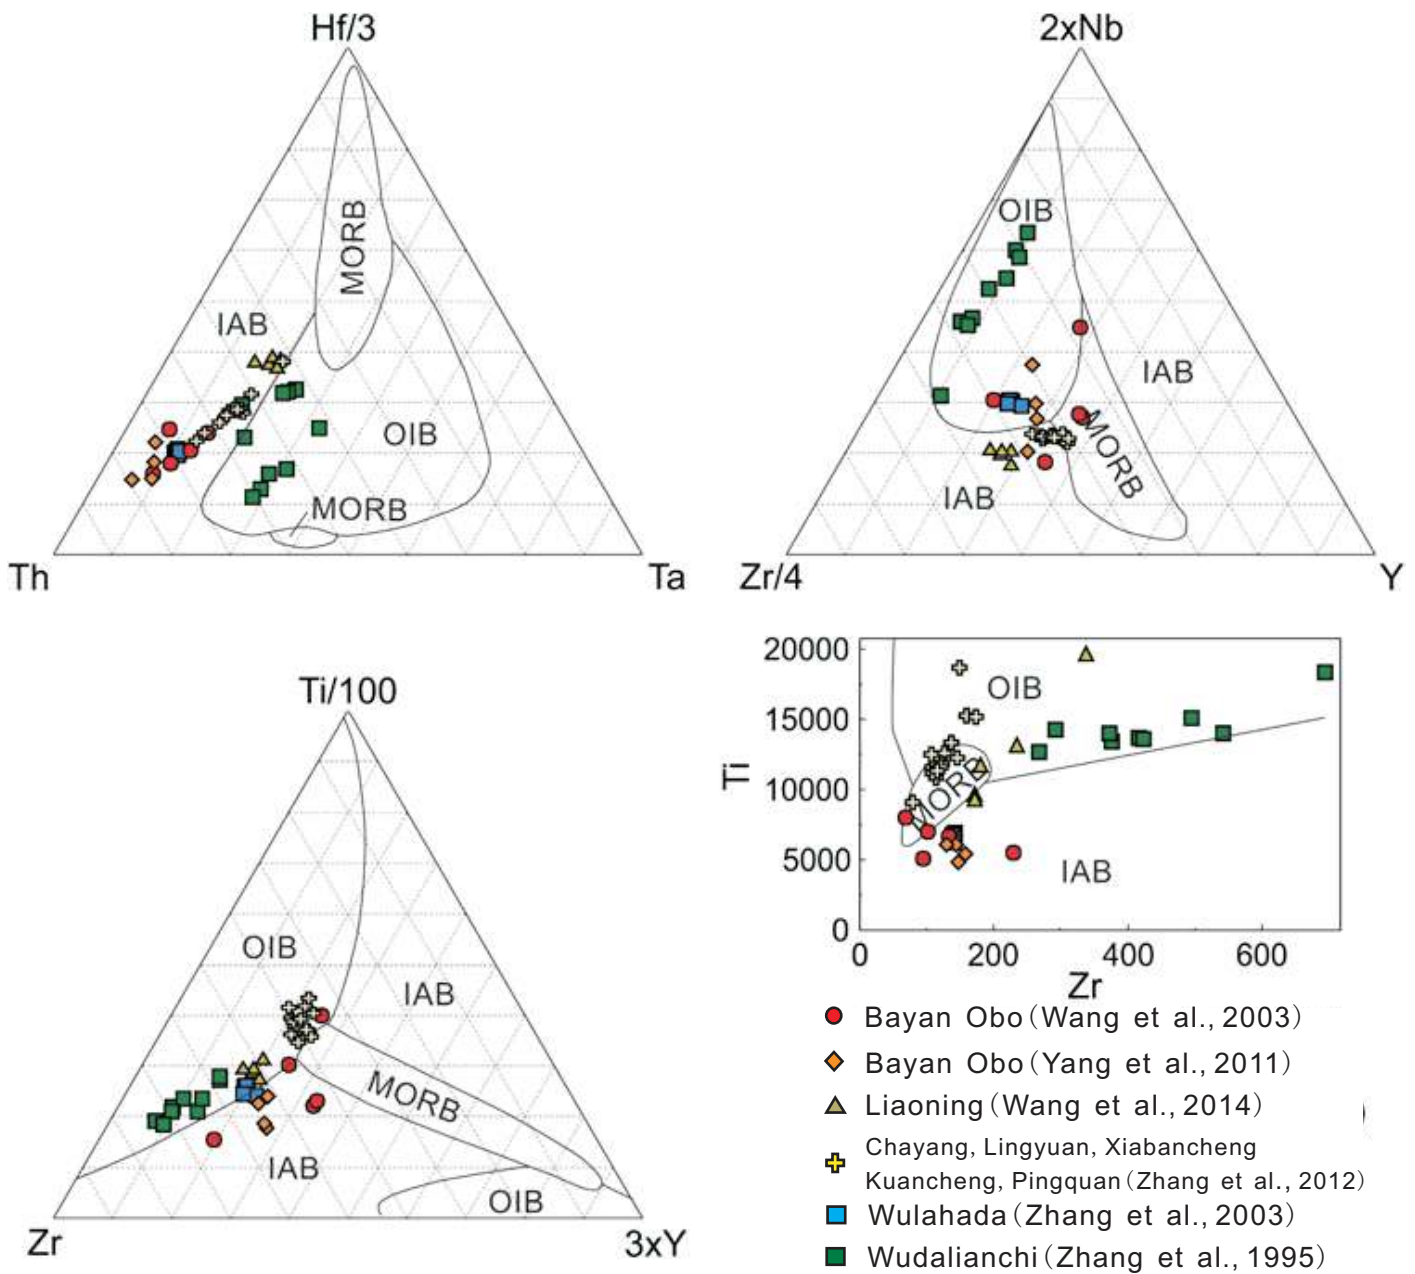 Hf/3
MORB
IAB
OIB
MORB
Th
Ta
2xNb
OIB
IAB
MORB
IAB
Zr/4
Y
Ti/100
OIB
IAB
MORB
IAB
OIB
Zr
3xY
20000
15000
10000
5000
0
Ti
OIB
MORB
IAB
0
200
400
600
Zr
Bayan Obo (Wang et al., 2003)
Bayan Obo (Yang et al., 2011)
Liaoning (Wang et al., 2014)
Chayang, Lingyuan, Xiabancheng
Kuancheng, Pingquan (Zhang et al., 2012)
Wulahada (Zhang et al., 2003)
Wudalianchi (Zhang et al., 1995)